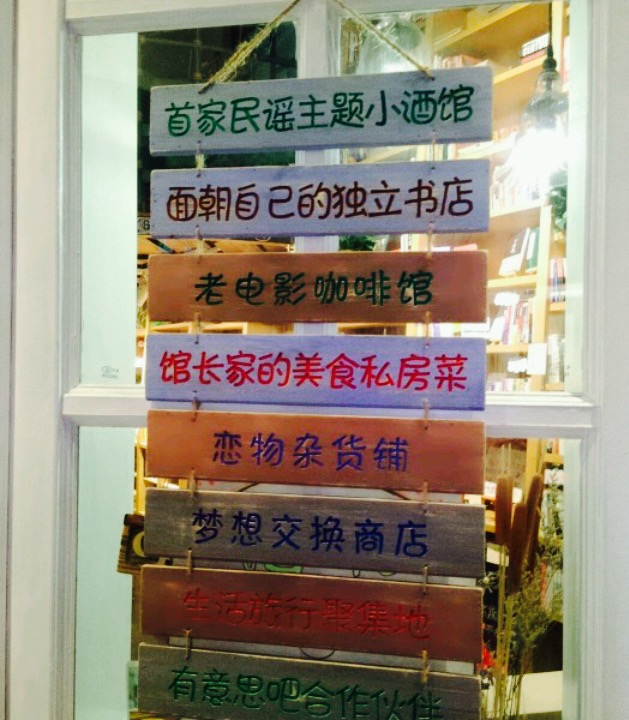 首家民谣主题小酒馆
面朝自己的独立书店
老电影咖啡馆
馆长家的美食私房菜
恋物杂货铺
梦想交换商店
生活旅行聚集地
有意思吧合作伙伴